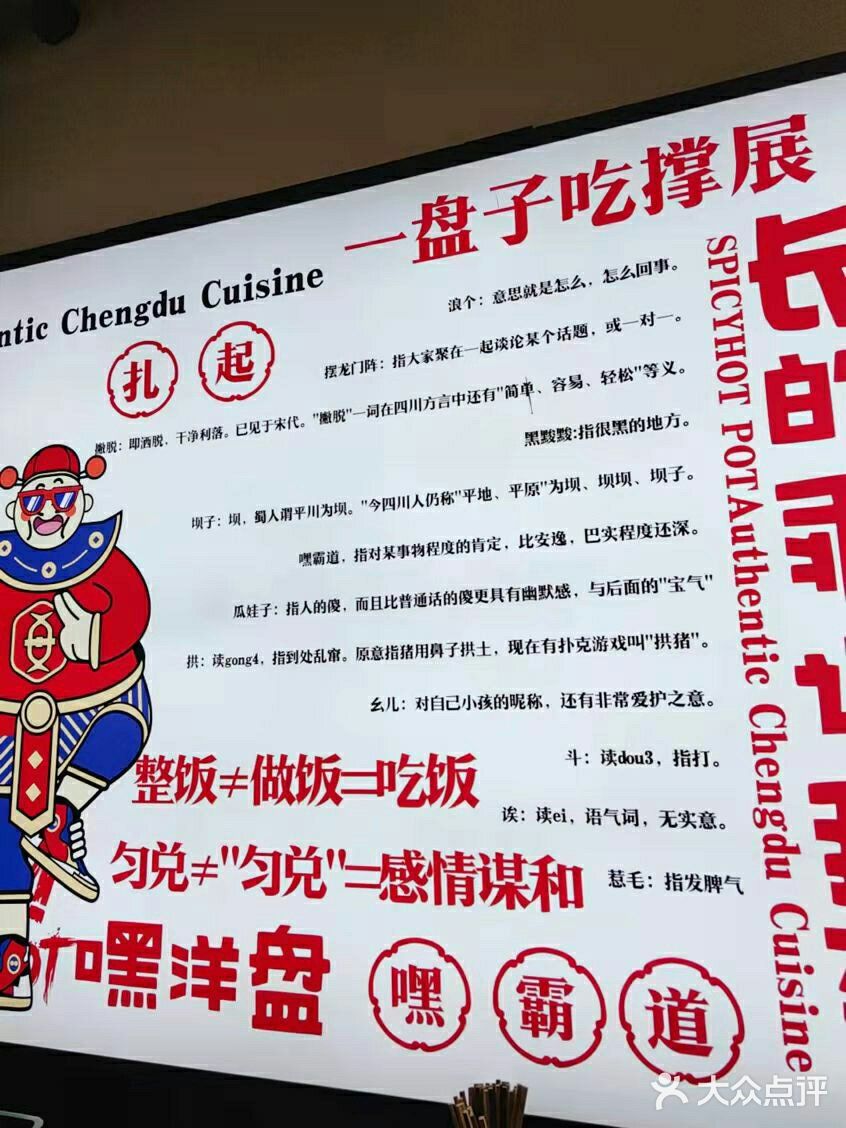 一盘子吃撑展
ntic Chengdu Cuisine
扎起
浪个：意思就是怎么，怎么回事。
摆龙门阵：指大家聚在一起谈论某个话题，或一对一。
撇脱：即洒脱，干净利落。已见于宋代。"撇脱"一词在四川方言中还有"简单、容易、轻松"等义。
黑黢黢:指很黑的地方。
坝子：坝，蜀人谓平川为坝。"今四川人仍称"平地、平原"为坝、坝坝、坝子。
嘿霸道，指对某事物程度的肯定，比安逸，巴实程度还深。
瓜娃子：指人的傻，而且比普通话的傻更具有幽默感，与后面的"宝气"
拱：读gong4，指到处乱窜。原意指猪用鼻子拱土，现在有扑克游戏叫"拱猪"。
幺儿：对自己小孩的昵称，还有非常爱护之意。
斗：读dou3，指打。
诶：读ei，语气词，无实意。
惹毛：指发脾气
整饭≠做饭=吃饭
匀兑≠"匀兑"=感情谋和
嘿洋盘
嘿霸道
SPICYHOT POTAuthentic Chengdu Cuisine
大众点评